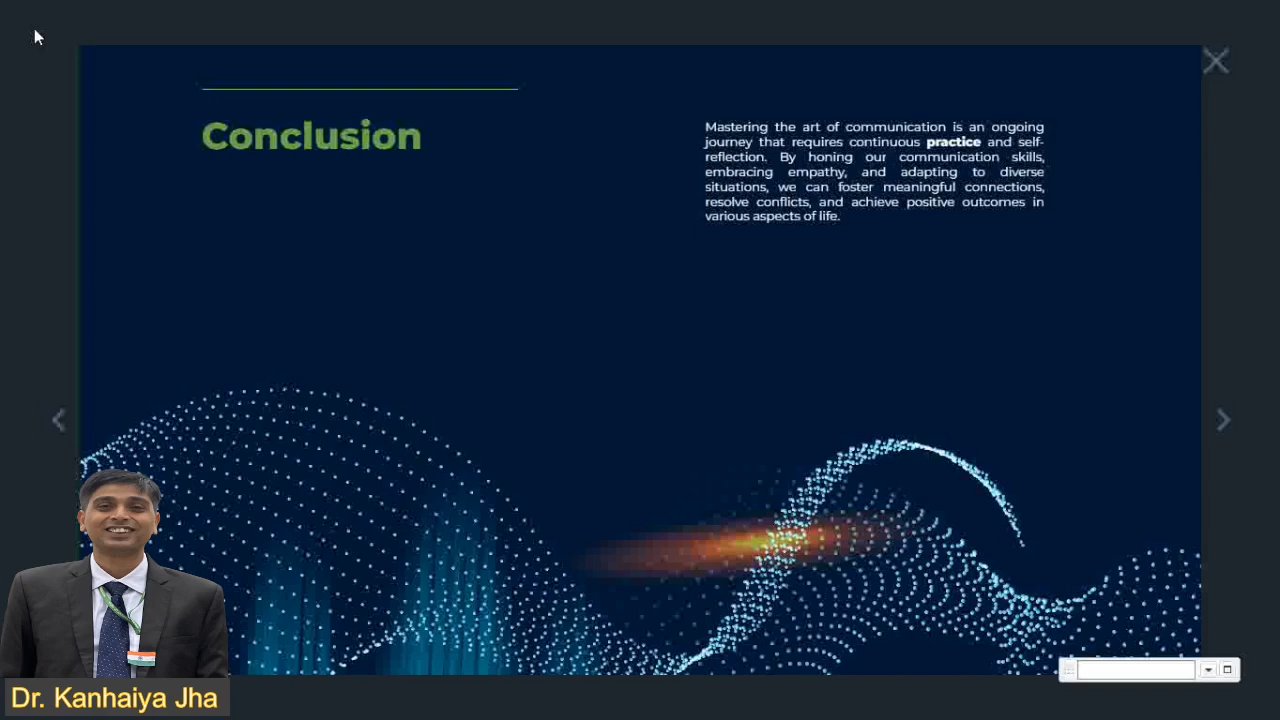 Conclusion
Mastering the art of communication is an ongoing
journey that requires continuous practice and self-
reflection. By honing our communication skills,
embracing empathy, and adapting to diverse
situations, we can foster meaningful connections,
resolve conflicts, and achieve positive outcomes in
various aspects of life.
Dr. Kanhaiya Jha